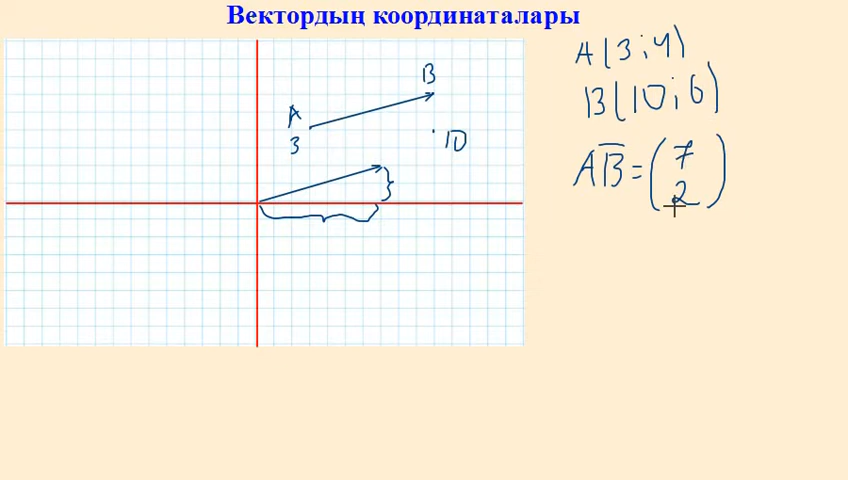 Вектордың координаталары
A(3;4)
B(10;6)
B
A
3
10
AB=(7
2)